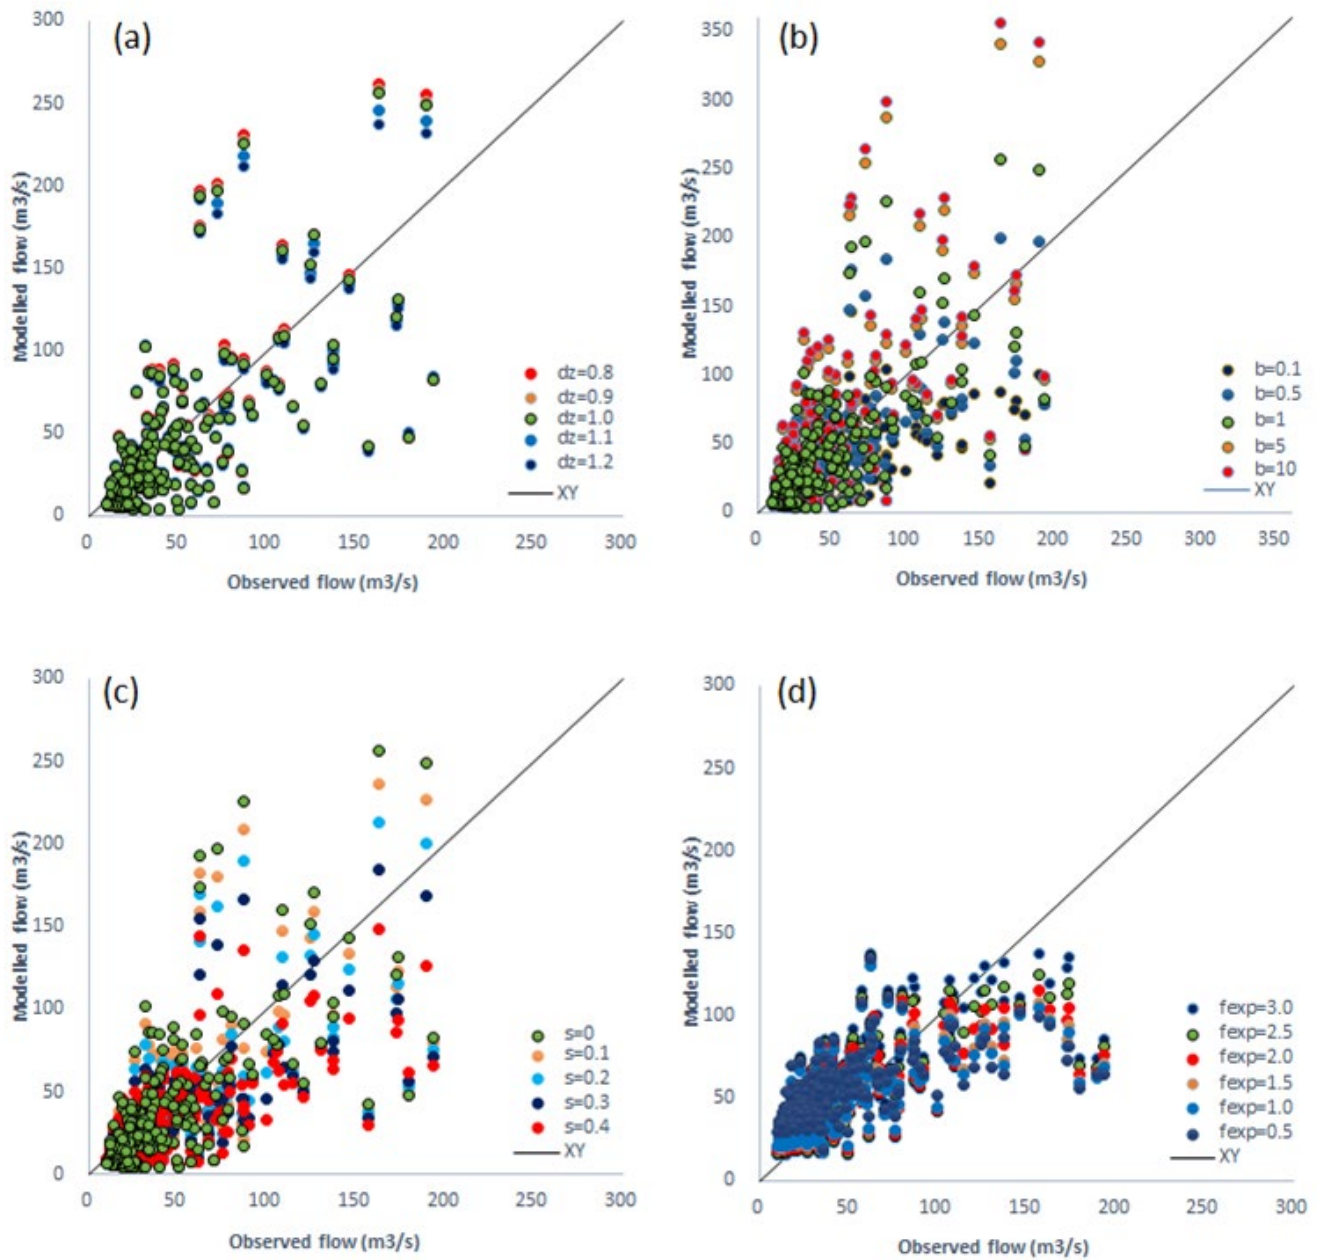 (a)
300
250
200
150
100
50
0
Modelled flow (m3/s)
dz=0.8
dz=0.9
dz=1.0
dz=1.1
dz=1.2
XY
0 50 100 150 200 250 300
Observed flow (m3/s)
(b)
350
300
250
200
150
100
50
0
Modelled flow (m3/s)
b=0.1
b=0.5
b=1
b=5
b=10
XY
0 50 100 150 200 250 300 350
Observed flow (m3/s)
(c)
300
250
200
150
100
50
0
Modelled flow (m3/s)
s=0
s=0.1
s=0.2
s=0.3
s=0.4
XY
0 50 100 150 200 250 300
Observed flow (m3/s)
(d)
300
250
200
150
100
50
0
Modelled flow (m3/s)
fexp=3.0
fexp=2.5
fexp=2.0
fexp=1.5
fexp=1.0
fexp=0.5
XY
0 50 100 150 200 250 300
Observed flow (m3/s)